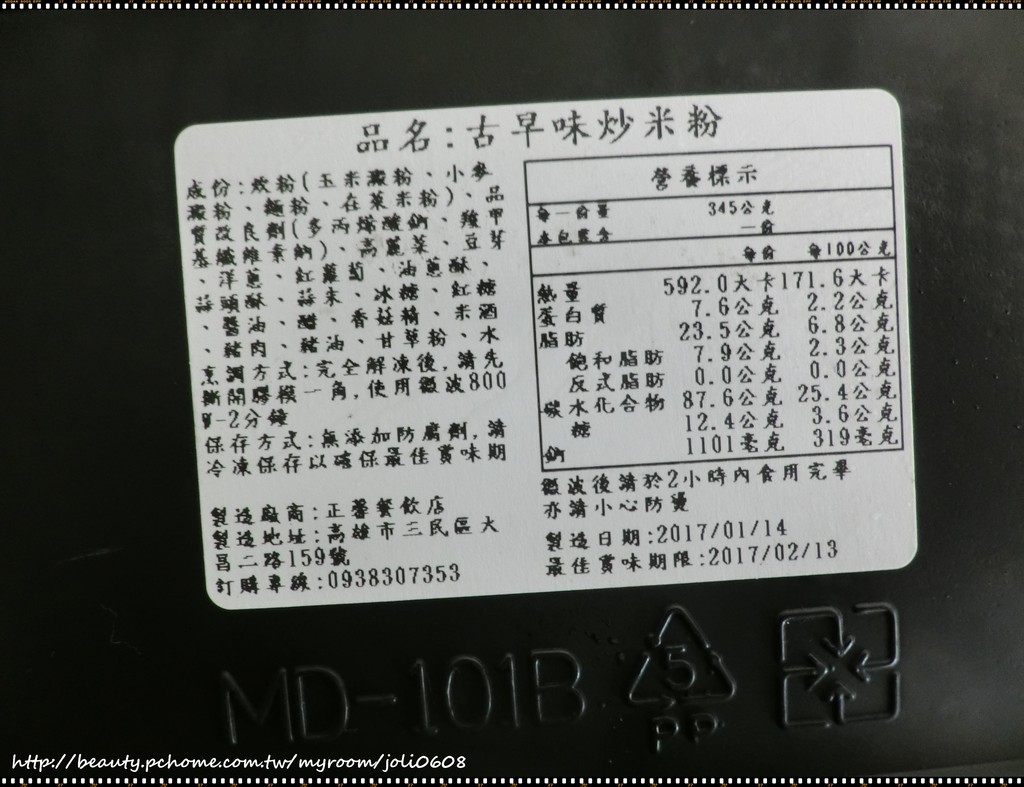 品名:古早味炒米粉
成份:炊粉(玉米澱粉、小麥
澱粉、麵粉、在萊米粉)、品
質改良劑(多丙烯酸鈉、羧甲
基纖維素鈉)、高麗菜、豆芽
、洋蔥、紅蘿蔔、油蔥酥、
蒜頭酥、蒜末、冰糖、紅糖
、醬油、醋、香菇精、米酒
、豬肉、豬油、甘草粉、水
烹調方式:完全解凍後,請先
撕開膠模一角,使用微波800
W-2分鐘
保存方式:無添加防腐劑,請
冷凍保存以確保最佳賞味期
製造廠商:正馨餐飲店
製造地址:高雄市三民區大
昌二路159號
訂購專線:0938307353
營養標示
每一份量 345公克
本包裝含 一份
每份 每100公克
熱量 592.0大卡 171.6大卡
蛋白質 7.6公克 2.2公克
脂肪 23.5公克 6.8公克
飽和脂肪 7.9公克 2.3公克
反式脂肪 0.0公克 0.0公克
碳水化合物 87.6公克 25.4公克
糖 12.4公克 3.6公克
鈉 1101毫克 319毫克
微波後請於2小時內食用完畢
亦請小心防燙
製造日期:2017/01/14
最佳賞味期限:2017/02/13
MD-101B
5
PP
http://beauty.pchome.com.tw/myroom/joli0608